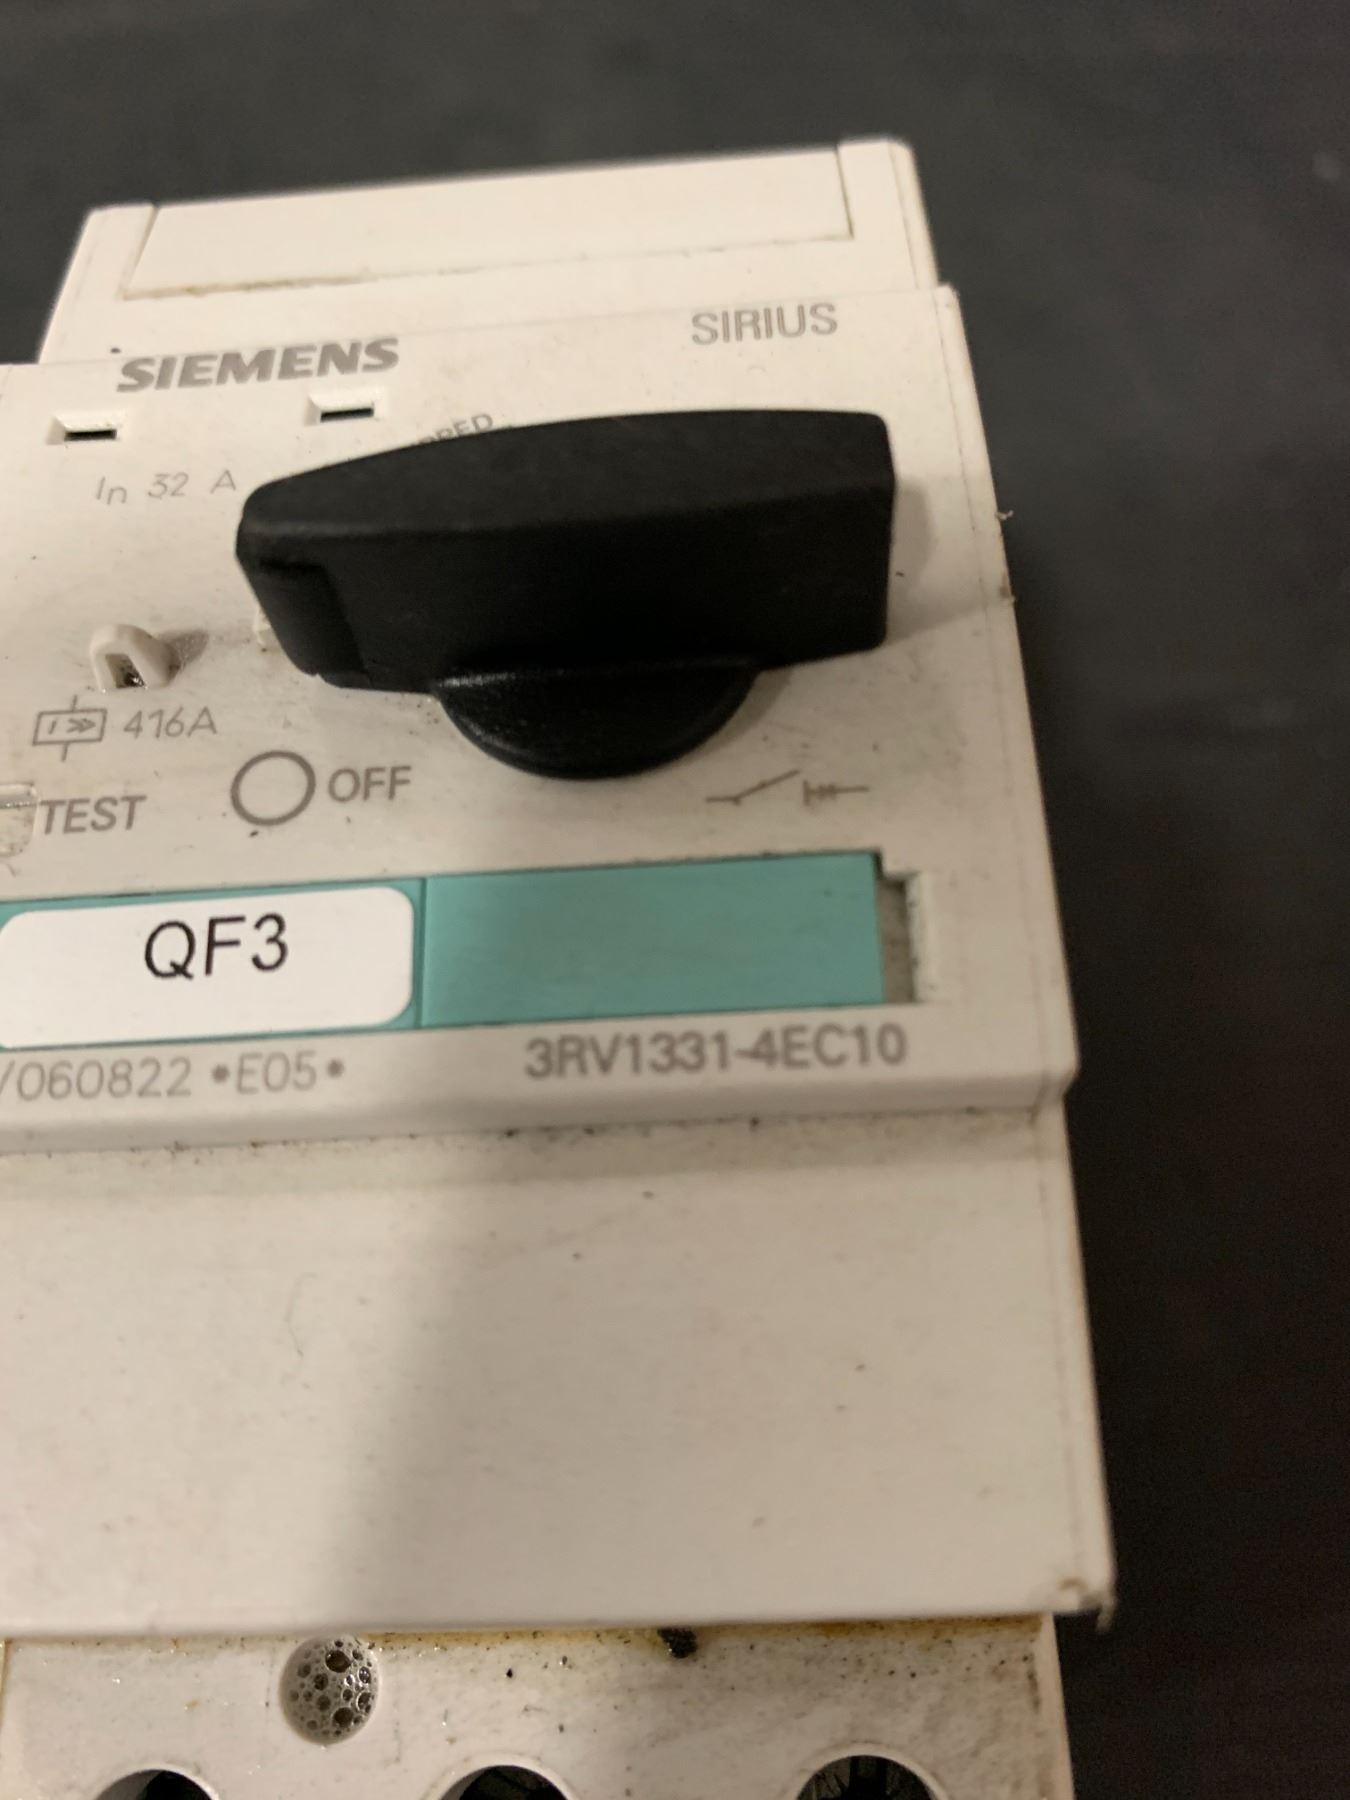 SIEMENS
SIRIUS
In 32 A
I>> 416A
TEST
OFF
QF3
/060822 •E05•
3RV1331-4EC10